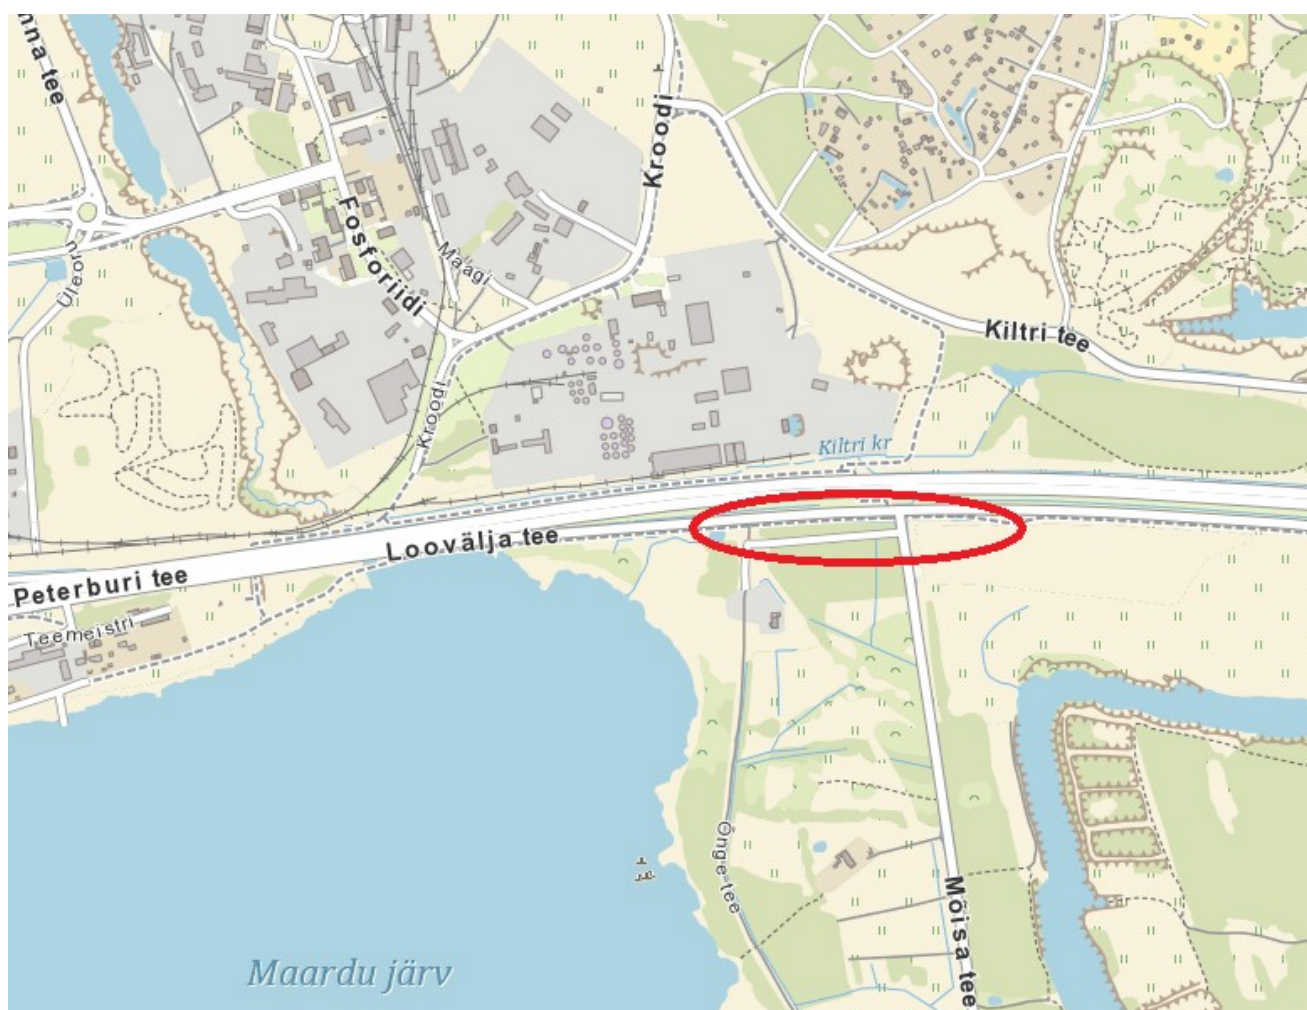 nna tee
Kroodi
Fosforiidi
Maagi
Kiltri tee
Kroodi
Kiltri kr
Loovälja tee
Peterburi tee
Teemeistri
Õnge tee
Mõisa tee
Maardu järv